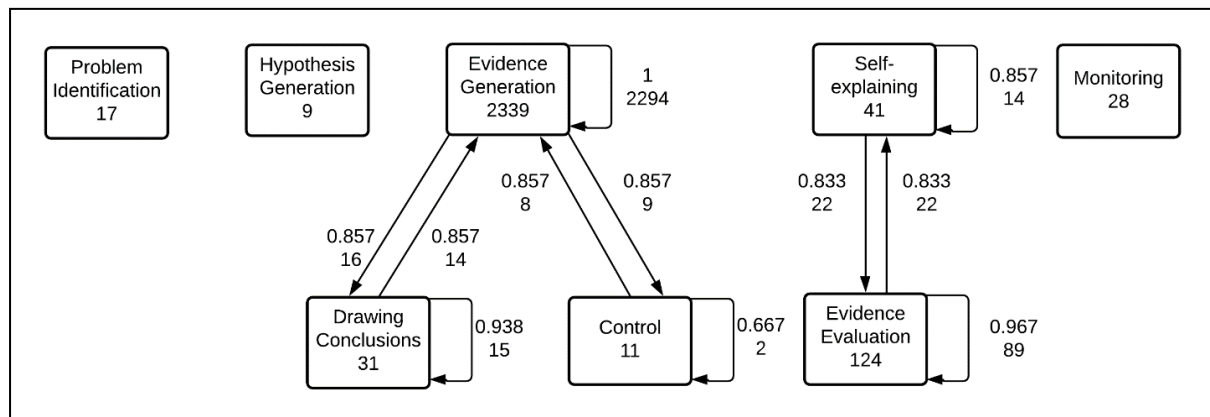 Problem
Identification
17
Hypothesis
Generation
9
Evidence
Generation
2339
1
2294
Self-
explaining
41
0.857
14
Monitoring
28
0.857
16
0.857
14
0.857
8
0.857
9
0.833
22
0.833
22
Drawing
Conclusions
31
0.938
15
Control
11
0.667
2
Evidence
Evaluation
124
0.967
89